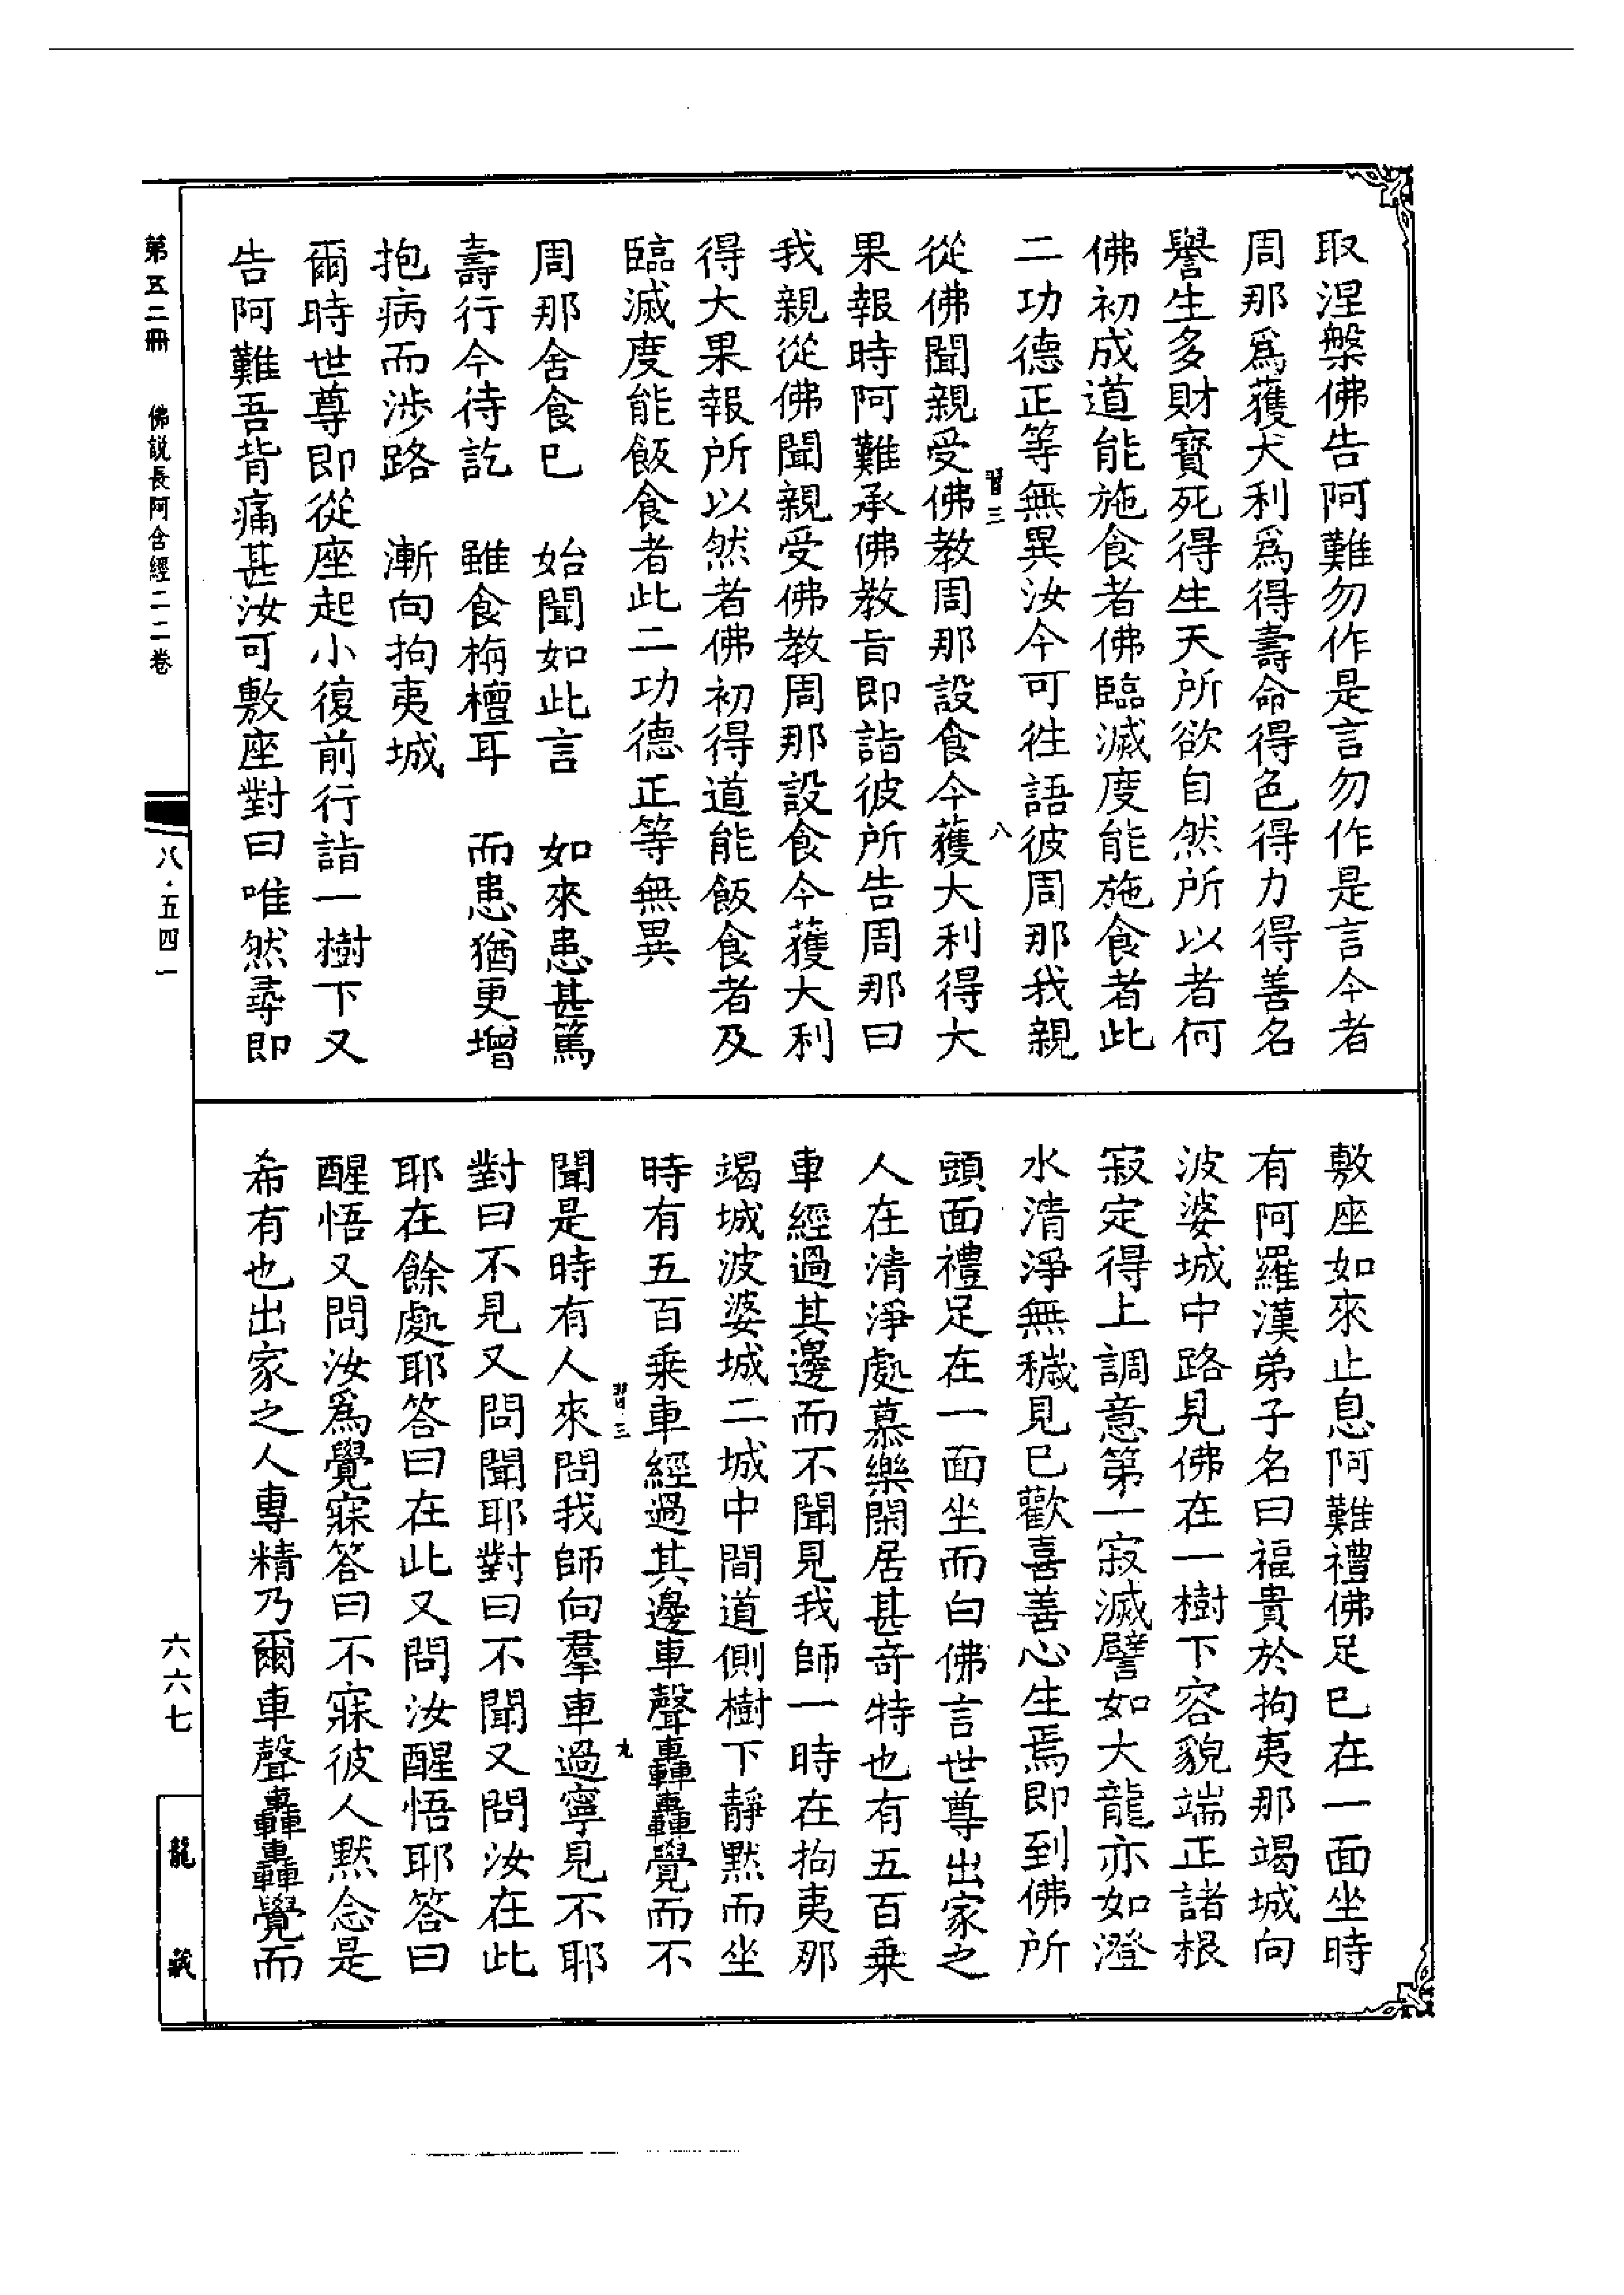 取涅槃佛告阿難勿作是言勿作是言今者
周那爲獲大利爲得壽命得色得力得善名
譽生多財寶死得生天所欲自然所以者何
佛初成道能施食者佛臨滅度能施食者此
二功德正等無異汝今可往語彼周那我親
習三
八
從佛聞親受佛教周那設食今獲大利得大
果報時阿難承佛教旨即詣彼所告周那曰
我親從佛聞親受佛教周那設食今獲大利
得大果報所以然者佛初得道能飯食者及
臨滅度能飯食者此二功德正等無異
周那舍食已 始聞如此言 如來患甚篤
壽行今待訖 雖食栴檀耳 而患猶更增
抱病而涉路 漸向拘夷城
爾時世尊即從座起小復前行詣一樹下又
告阿難吾背痛甚汝可敷座對曰唯然尋即
敷座如來止息阿難禮佛足已在一面坐時
有阿羅漢弟子名曰福貴於拘夷那竭城向
波婆城中路見佛在一樹下容貌端正諸根
寂定得上調意第一寂滅譬如大龍亦如澄
水清淨無穢見已歡喜善心生焉即到佛所
頭面禮足在一面坐而白佛言世尊出家之
人在清淨處慕樂閑居甚奇特也有五百乘
車經過其邊而不聞見我師一時在拘夷那
竭城波婆城二城中間道側樹下靜默而坐
時有五百乘車經過其邊車聲轟轟覺而不
習三
九
聞是時有人來問我師向羣車過寧見不耶
對曰不見又問聞耶對曰不聞又問汝在此
耶在餘處耶答曰在此又問汝醒悟耶答曰
醒悟又問汝爲覺寐答曰不寐彼人默念是
希有也出家之人專精乃爾車聲轟轟覺而
第五二冊 佛說長阿含經二二卷
八·五四一
六六七
龍藏